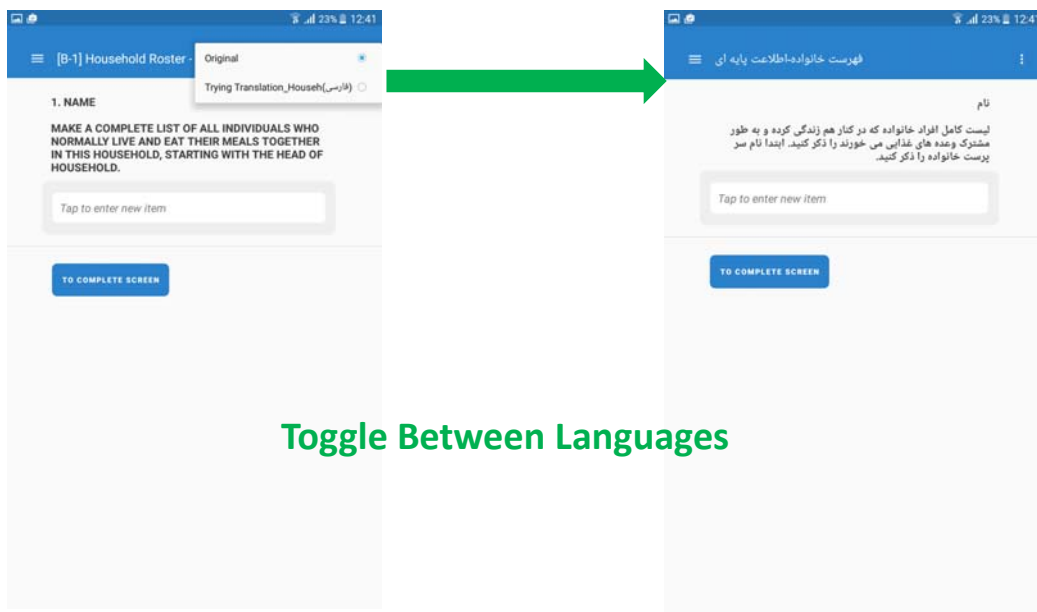 23% 12:41
[B-1] Household Roster -
Original
Trying Translation_Househ(فارسی)
1. NAME
MAKE A COMPLETE LIST OF ALL INDIVIDUALS WHO
NORMALLY LIVE AND EAT THEIR MEALS TOGETHER
IN THIS HOUSEHOLD, STARTING WITH THE HEAD OF
HOUSEHOLD.
Tap to enter new item
TO COMPLETE SCREEN
23% 12:41
فهرست خانواده-اطلاعت پایه ای
نام
لیست کامل افراد خانواده که در کنار هم زندگی کرده و به طور
مشترک وعده های غذایی می خورند را ذکر کنید. ابتدا نام سر
پرست خانواده را ذکر کنید.
Tap to enter new item
TO COMPLETE SCREEN
Toggle Between Languages